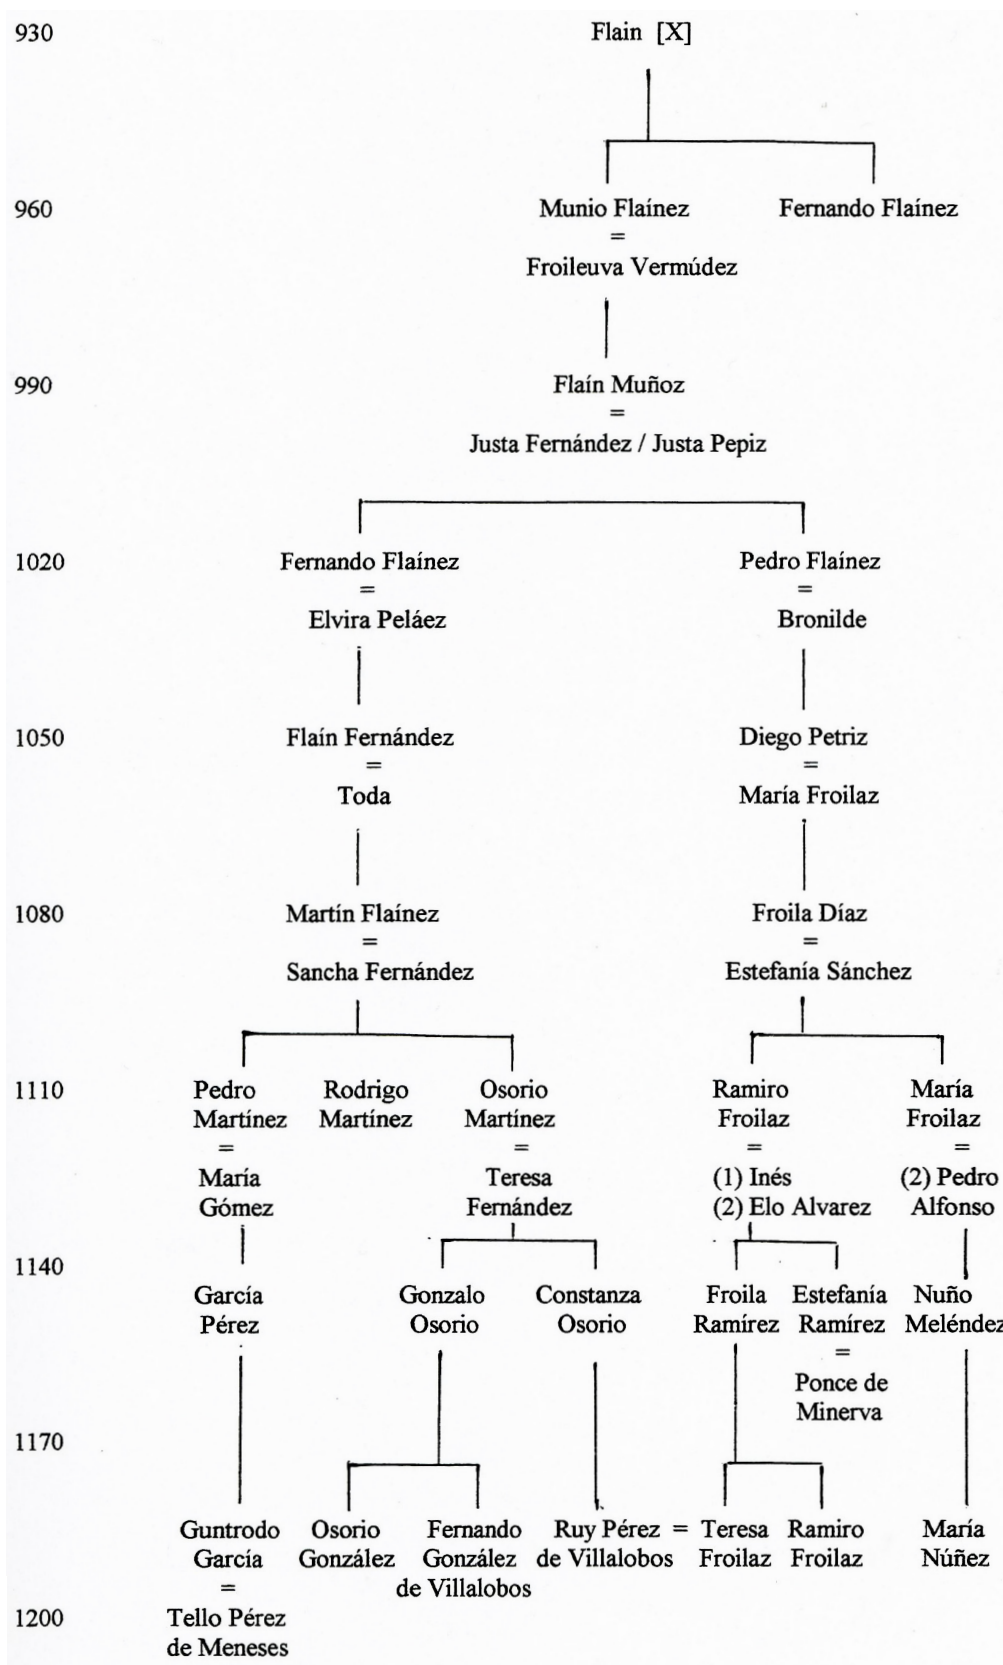 930 Flain [X]
960 Munio Flaínez Fernando Flaínez
=
Froileuva Vermúdez
990 Flaín Muñoz
=
Justa Fernández / Justa Pepiz
1020 Fernando Flaínez Pedro Flaínez
= =
Elvira Peláez Bronilde
1050 Flaín Fernández Diego Petriz
= =
Toda María Froilaz
1080 Martín Flaínez Froila Díaz
= =
Sancha Fernández Estefanía Sánchez
1110 Pedro Rodrigo Osorio Ramiro María
Martínez Martínez Martínez Froilaz Froilaz
= = = =
María Teresa (1) Inés (2) Pedro
Gómez Fernández (2) Elo Alvarez Alfonso
1140
García Gonzalo Constanza Froila Estefanía Nuño
Pérez Osorio Osorio Ramírez Ramírez Meléndez
=
Ponce de
Minerva
1170
Guntrodo Osorio Fernando Ruy Pérez = Teresa Ramiro María
García González González de Villalobos Froilaz Froilaz Núñez
= de Villalobos
1200 Tello Pérez
de Meneses